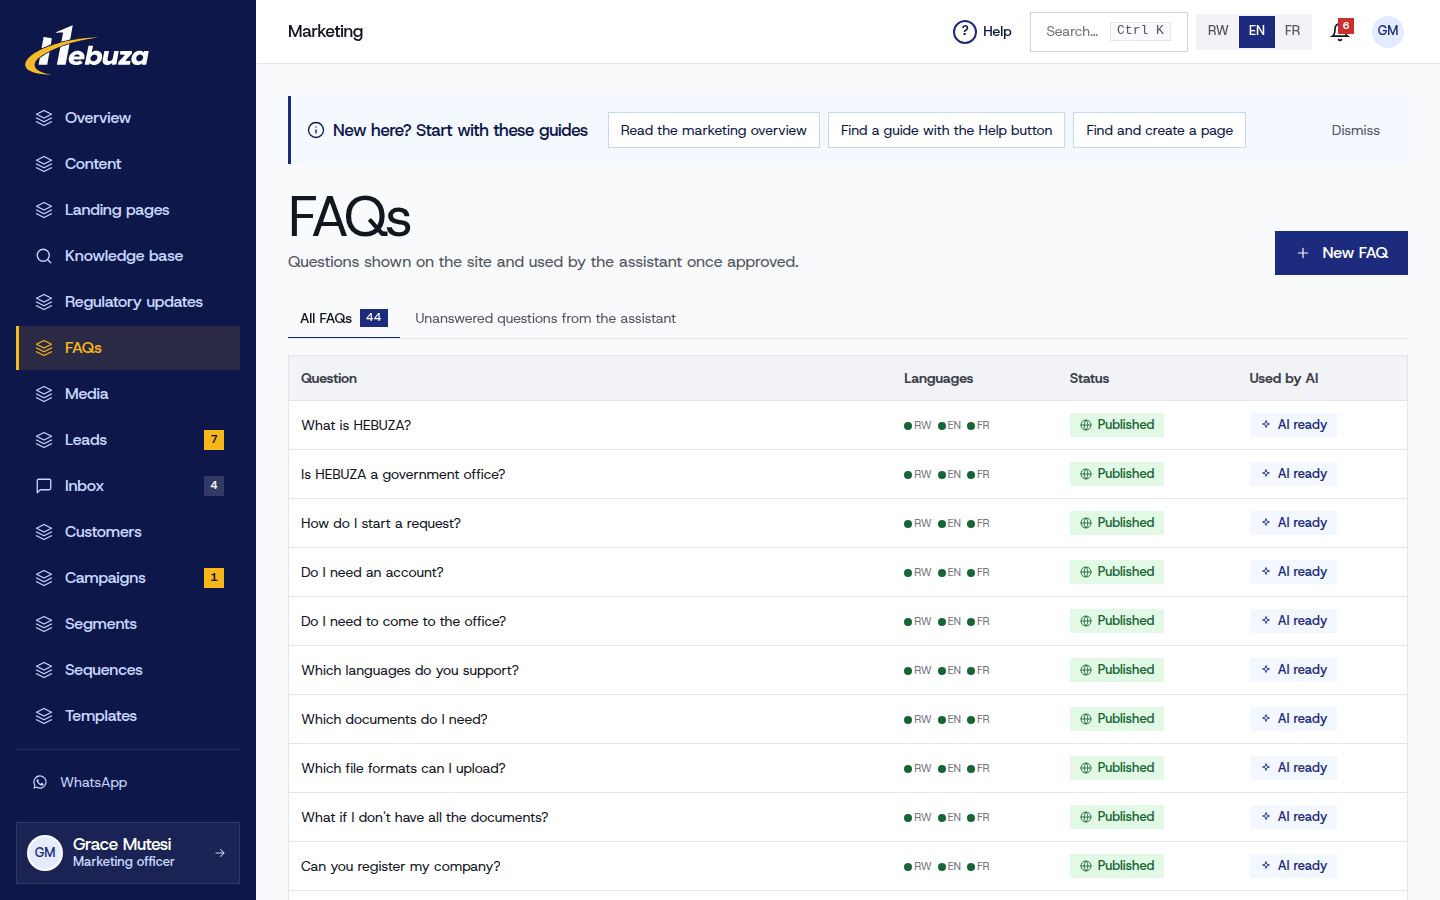 Hebuza
Overview
Content
Landing pages
Knowledge base
Regulatory updates
FAQs
Media
Leads 7
Inbox 4
Customers
Campaigns 1
Segments
Sequences
Templates
WhatsApp
GM
Grace Mutesi
Marketing officer
Marketing
? Help
Search... Ctrl K
RW EN FR
6
GM
New here? Start with these guides
Read the marketing overview
Find a guide with the Help button
Find and create a page
Dismiss
FAQs
Questions shown on the site and used by the assistant once approved.
+ New FAQ
All FAQs 44
Unanswered questions from the assistant
Question Languages Status Used by AI
What is HEBUZA? RW EN FR Published AI ready
Is HEBUZA a government office? RW EN FR Published AI ready
How do I start a request? RW EN FR Published AI ready
Do I need an account? RW EN FR Published AI ready
Do I need to come to the office? RW EN FR Published AI ready
Which languages do you support? RW EN FR Published AI ready
Which documents do I need? RW EN FR Published AI ready
Which file formats can I upload? RW EN FR Published AI ready
What if I don't have all the documents? RW EN FR Published AI ready
Can you register my company? RW EN FR Published AI ready